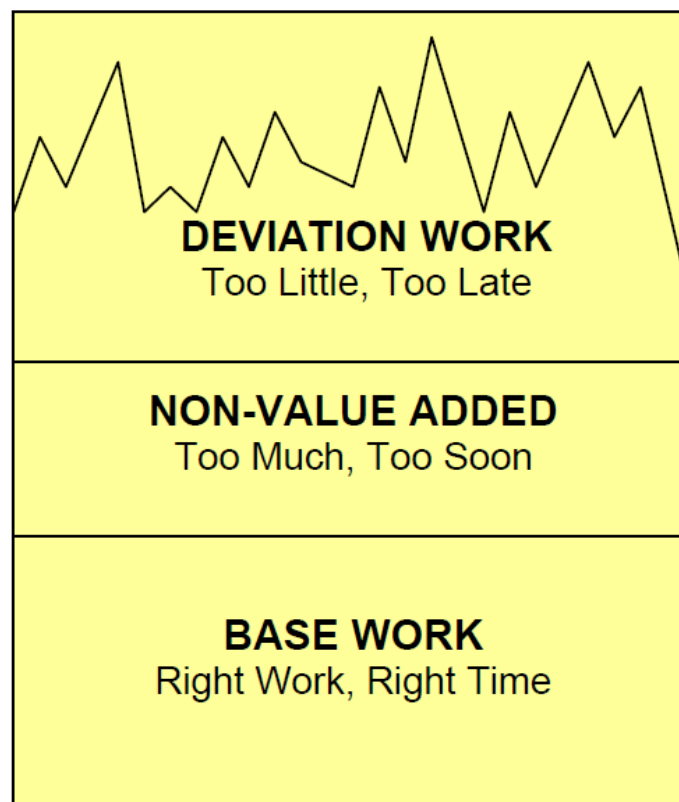 DEVIATION WORK
Too Little, Too Late
NON-VALUE ADDED
Too Much, Too Soon
BASE WORK
Right Work, Right Time